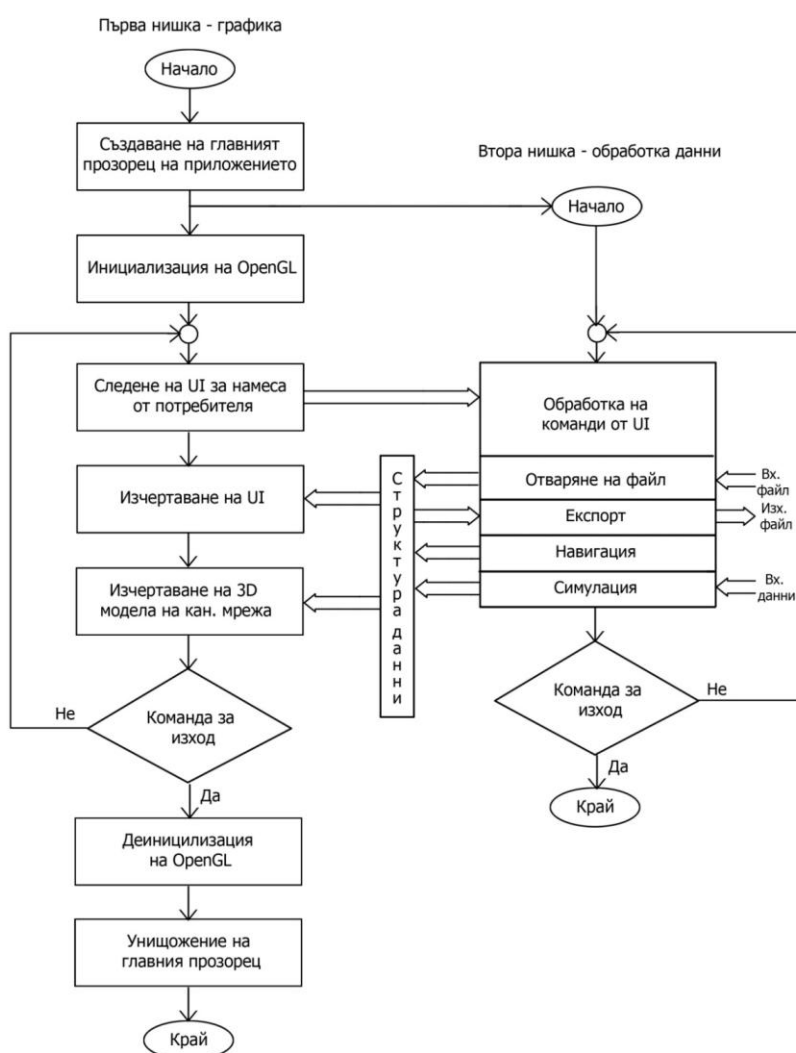 Първа нишка - графика
Начало
Създаване на главният
прозорец на приложението
Втора нишка - обработка данни
Начало
Инициализация на OpenGL
Следене на UI за намеса
от потребителя
Обработка на
команди от UI
Структура данни
Отваряне на файл
Вх.
файл
Изчертаване на UI
Експорт
Изх.
файл
Навигация
Изчертаване на 3D
модела на кан. мрежа
Симулация
Вх.
данни
Не
Команда за
изход
Да
Команда за
изход
Не
Да
Край
Деиницилизация
на OpenGL
Унищожение на
главния прозорец
Край